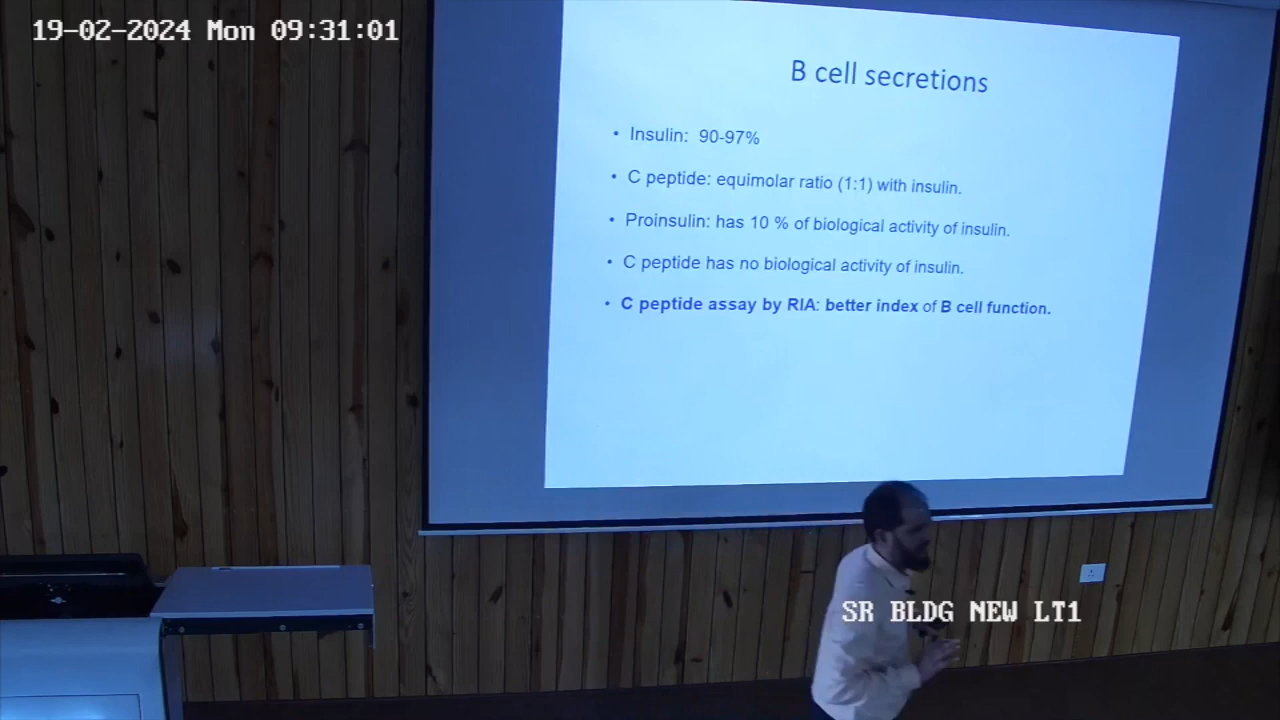 19-02-2024 Mon 09:31:01
B cell secretions
• Insulin: 90-97%
• C peptide: equimolar ratio (1:1) with insulin.
• Proinsulin: has 10 % of biological activity of insulin.
• C peptide has no biological activity of insulin.
• C peptide assay by RIA: better index of B cell function.
SR BLDG NEW LT1